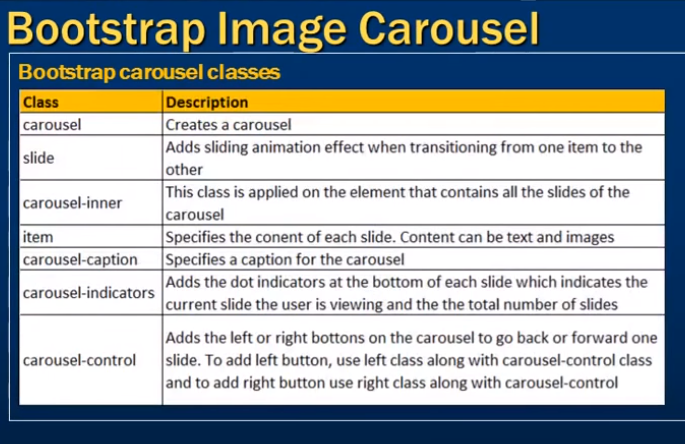 Bootstrap Image Carousel
Bootstrap carousel classes
Class Description
carousel Creates a carousel
slide Adds sliding animation effect when transitioning from one item to the
other
carousel-inner This class is applied on the element that contains all the slides of the
carousel
item Specifies the conent of each slide. Content can be text and images
carousel-caption Specifies a caption for the carousel
carousel-indicators Adds the dot indicators at the bottom of each slide which indicates the
current slide the user is viewing and the the total number of slides
carousel-control Adds the left or right bottons on the carousel to go back or forward one
slide. To add left button, use left class along with carousel-control class
and to add right button use right class along with carousel-control